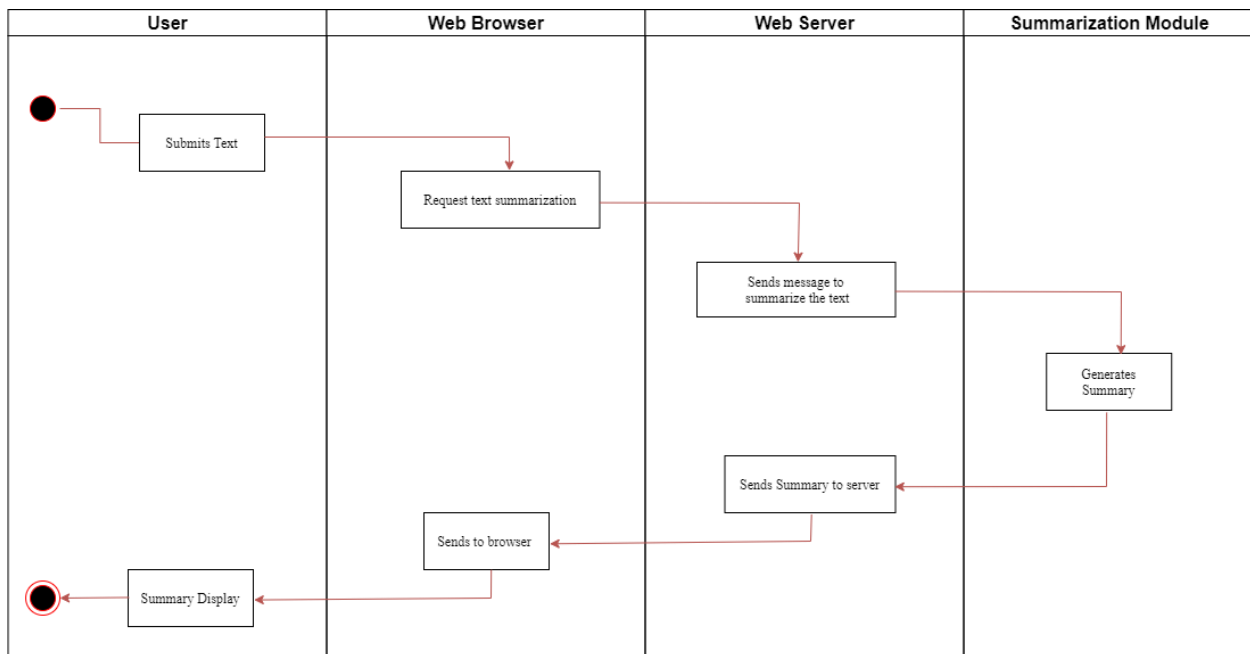 User
Web Browser
Web Server
Summarization Module
Submits Text
Request text summarization
Sends message to
summarize the text
Generates
Summary
Sends Summary to server
Sends to browser
Summary Display